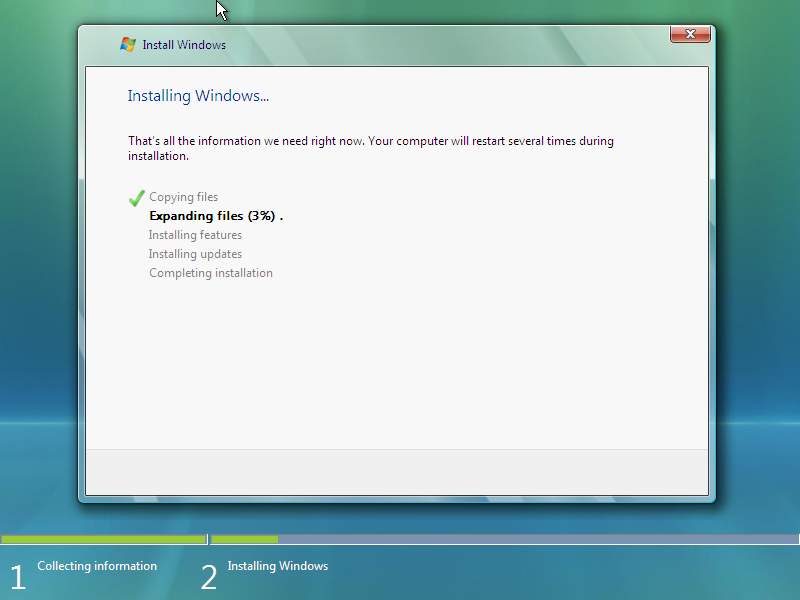 Install Windows
Installing Windows...
That's all the information we need right now. Your computer will restart several times during
installation.
Copying files
Expanding files (3%) .
Installing features
Installing updates
Completing installation
1 Collecting information
2 Installing Windows